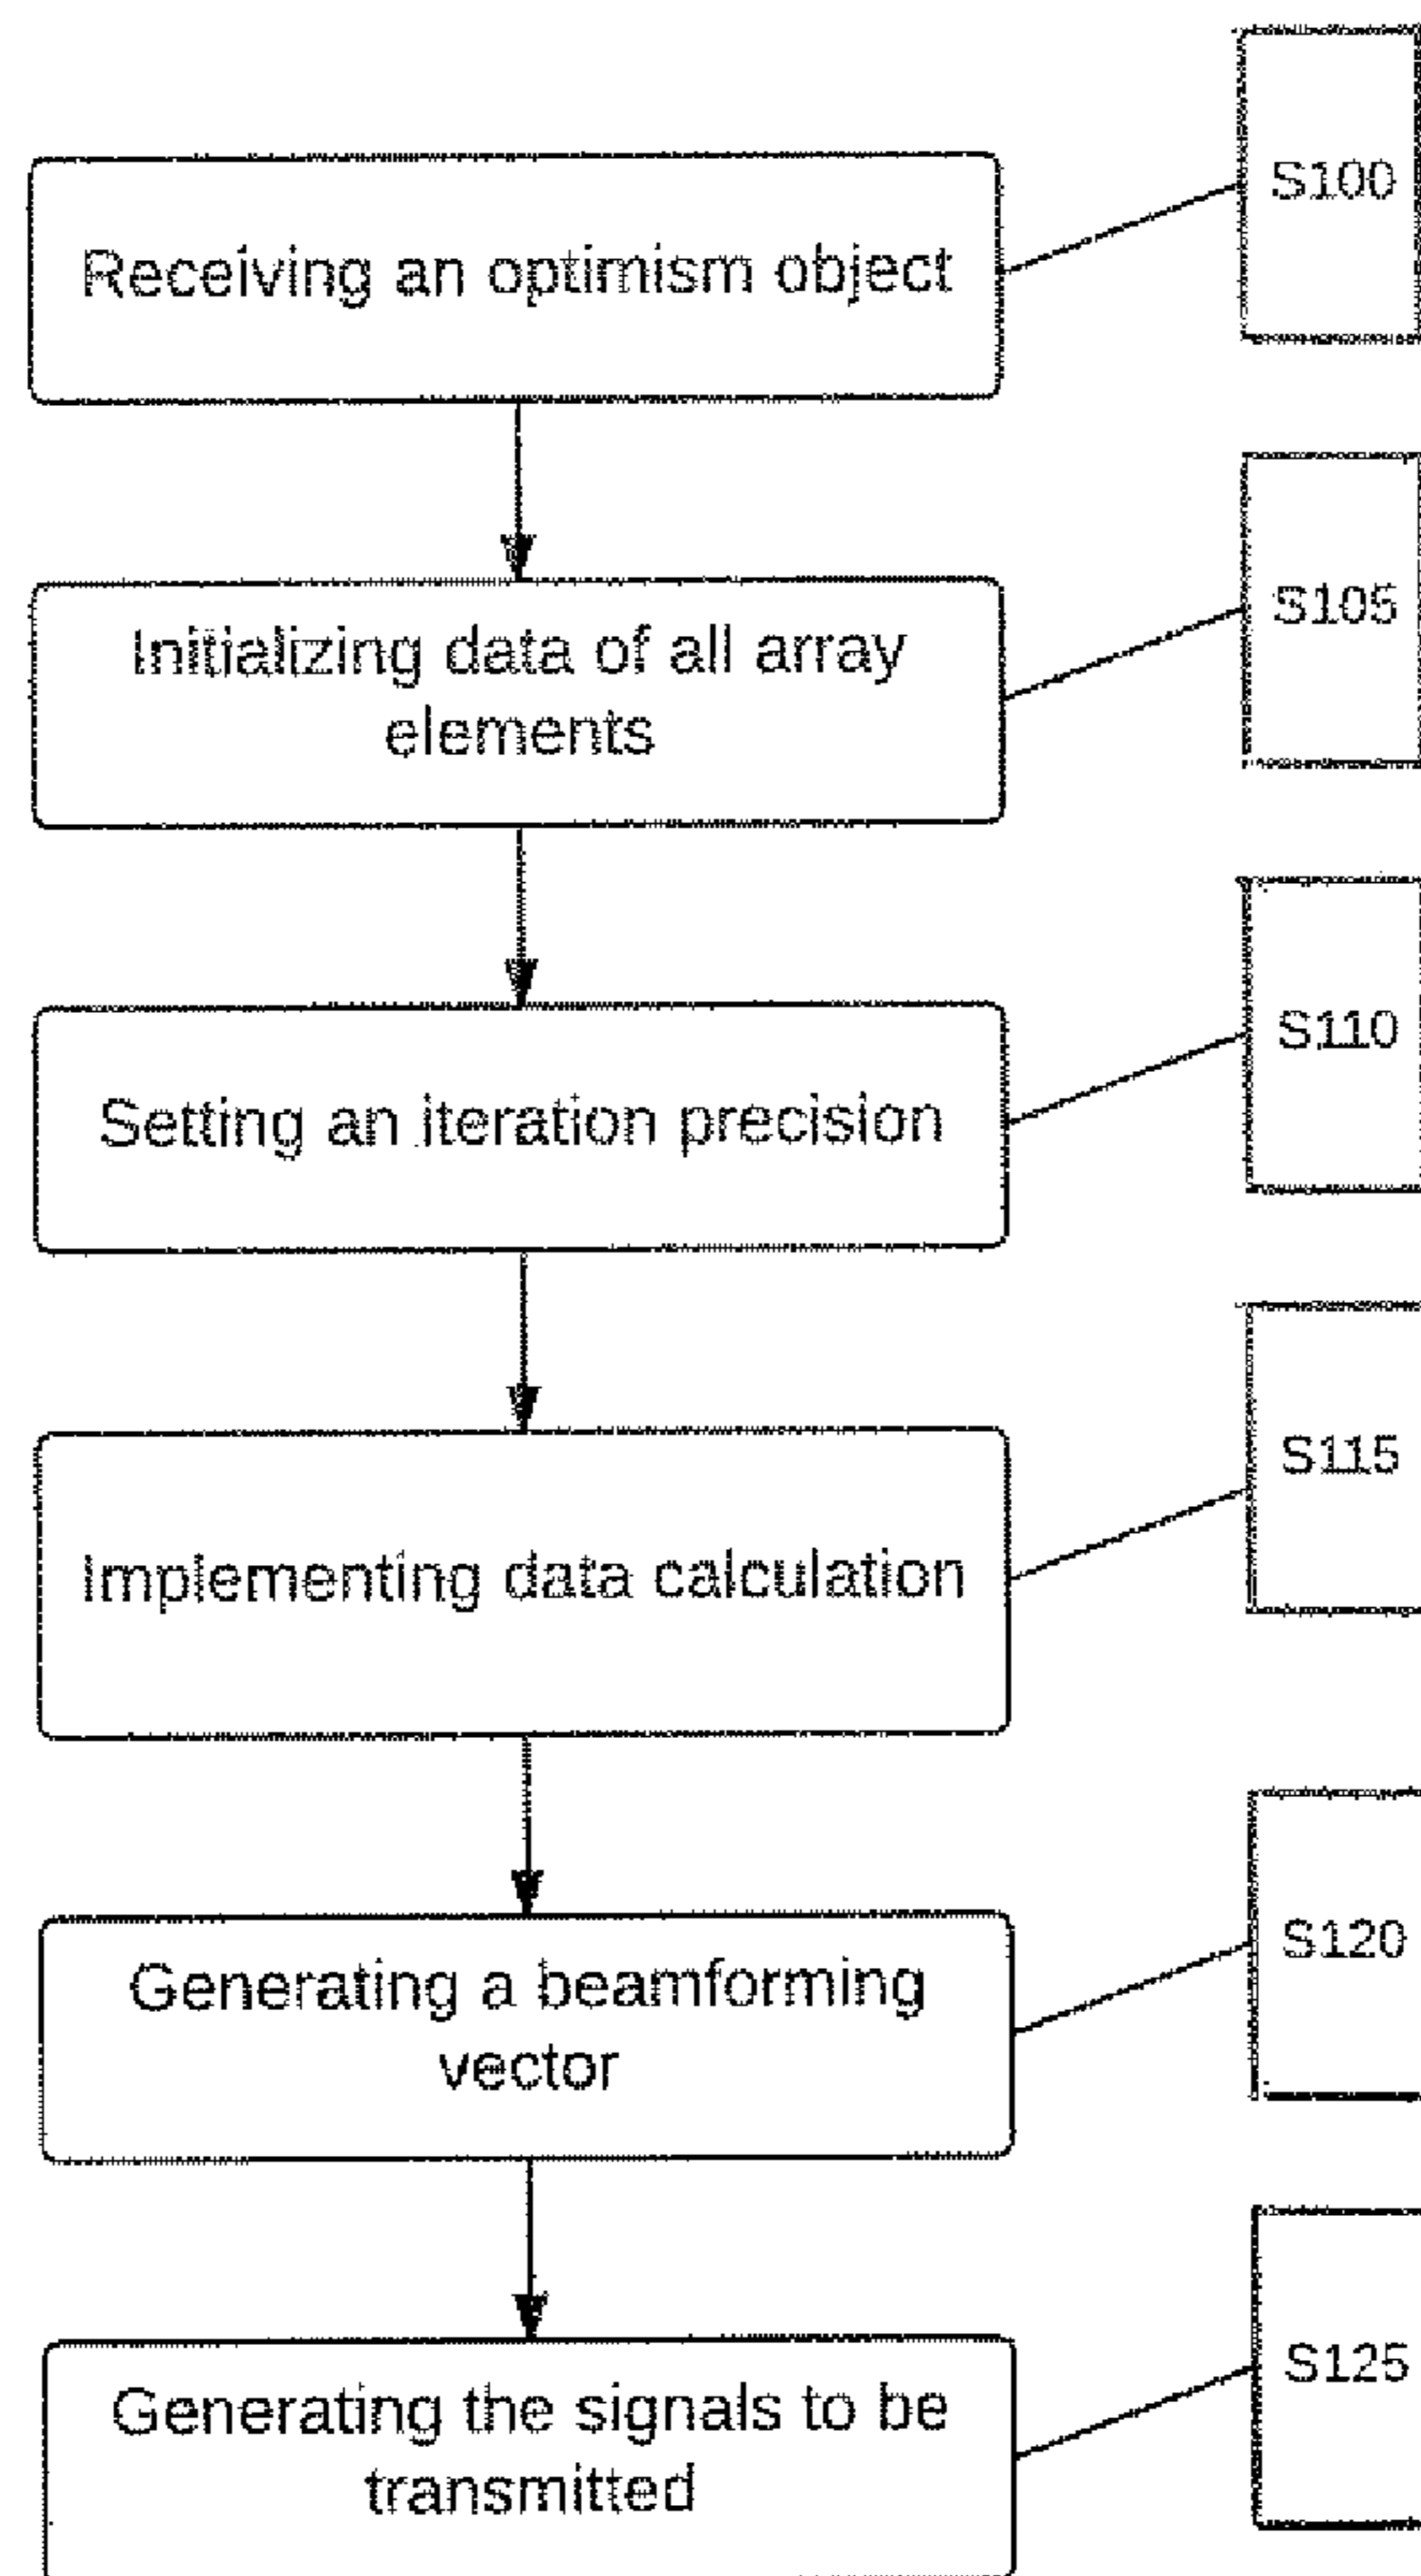 S100
Receiving an optimism object
S105
Initializing data of all array
elements
S110
Setting an iteration precision
S115
Implementing data calculation
S120
Generating a beamforming
vector
S125
Generating the signals to be
transmitted